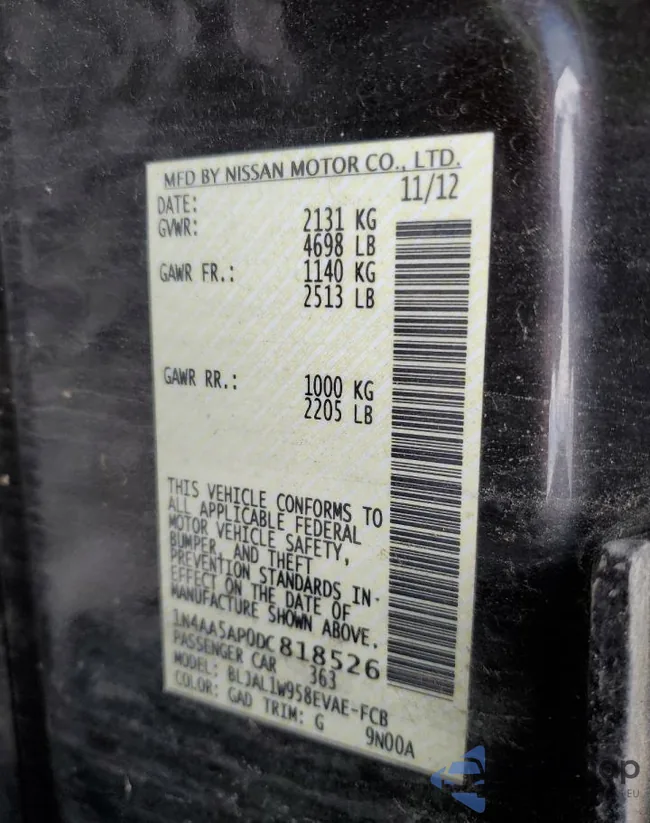 MFD BY NISSAN MOTOR CO., LTD.
DATE: 11/12
GVWR: 2131 KG
4698 LB
GAWR FR.: 1140 KG
2513 LB
GAWR RR.: 1000 KG
2205 LB
THIS VEHICLE CONFORMS TO
ALL APPLICABLE FEDERAL
MOTOR VEHICLE SAFETY,
BUMPER, AND THEFT
PREVENTION STANDARDS IN-
EFFECT ON THE DATE OF
MANUFACTURE SHOWN ABOVE.
1N4AA5AP0DC818526
PASSENGER CAR 363
MODEL: BLJAL1W958EVAE-FCB
COLOR: GAD TRIM: G 9N00A
EU